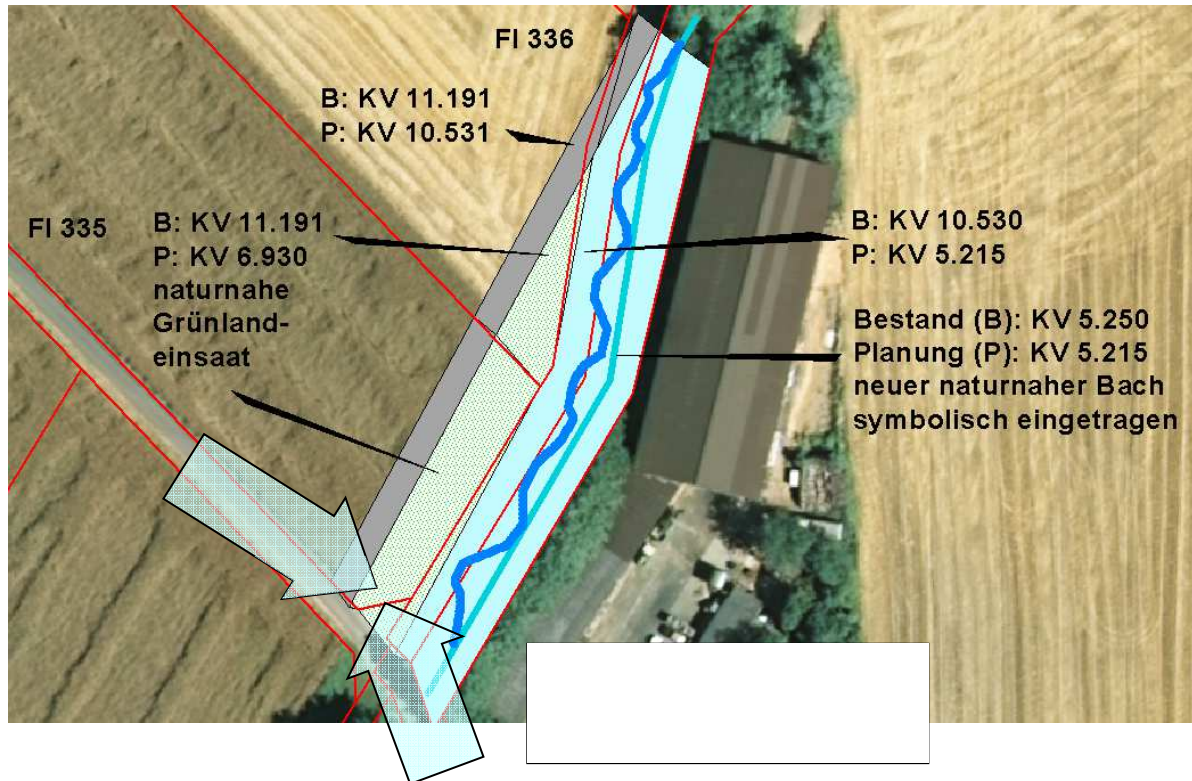 Fl 336
B: KV 11.191
P: KV 10.531
Fl 335
B: KV 11.191
P: KV 6.930
naturnahe
Grünland-
einsaat
B: KV 10.530
P: KV 5.215
Bestand (B): KV 5.250
Planung (P): KV 5.215
neuer naturnaher Bach
symbolisch eingetragen